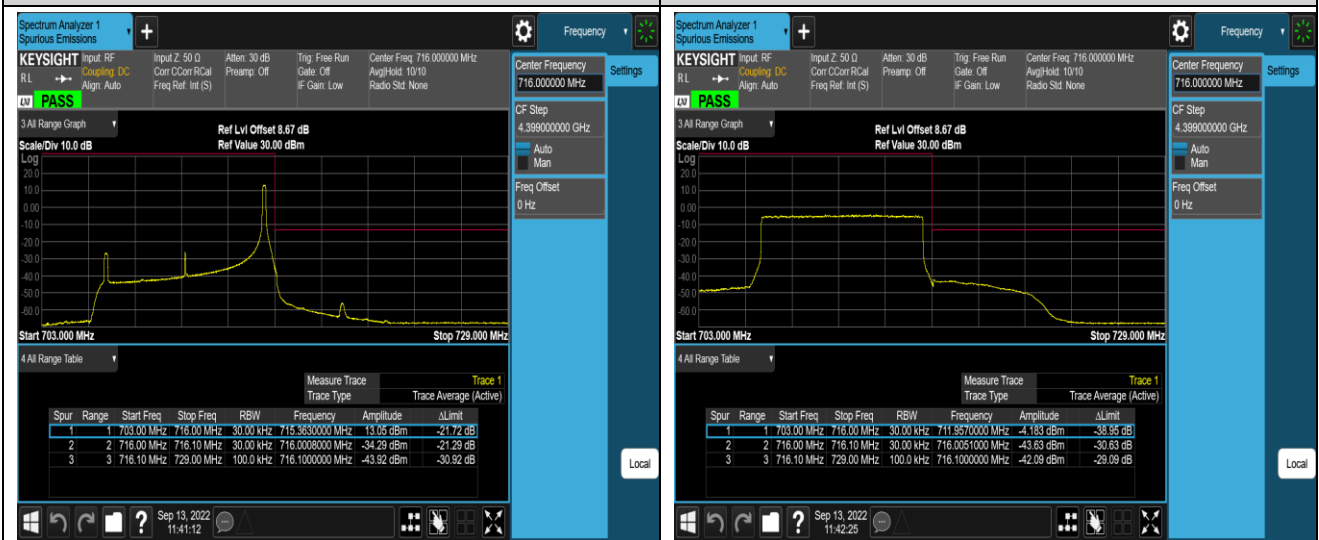 Spectrum Analyzer 1
Spurious Emissions
+
Frequency
KEYSIGHT Input: RF Input Z: 50 Ω Atten: 30 dB Trig: Free Run Center Freq: 716.000000 MHz
RL Coupling: DC Corr CCorr RCal Preamp: Off Gate: Off Avg|Hold: 10/10
Align: Auto Freq Ref: Int (S) IF Gain: Low Radio Std: None
LXI PASS
Center Frequency
716.000000 MHz
Settings
CF Step
4.399000000 GHz
Auto
Man
Freq Offset
0 Hz
3 All Range Graph
Ref Lvl Offset 8.67 dB
Scale/Div 10.0 dB Ref Value 30.00 dBm
Log
20.0
10.0
0.00
-10.0
-20.0
-30.0
-40.0
-50.0
-60.0
Start 703.000 MHz Stop 729.000 MHz
4 All Range Table
Measure Trace Trace 1
Trace Type Trace Average (Active)
Spur Range Start Freq Stop Freq RBW Frequency Amplitude ΔLimit
1 1 703.00 MHz 716.00 MHz 30.00 kHz 715.3630000 MHz 13.05 dBm -21.72 dB
2 2 716.00 MHz 716.10 MHz 30.00 kHz 716.0008000 MHz -34.29 dBm -21.29 dB
3 3 716.10 MHz 729.00 MHz 100.0 kHz 716.1000000 MHz -43.92 dBm -30.92 dB
Local
? Sep 13, 2022
11:41:12
Spectrum Analyzer 1
Spurious Emissions
+
Frequency
KEYSIGHT Input: RF Input Z: 50 Ω Atten: 30 dB Trig: Free Run Center Freq: 716.000000 MHz
RL Coupling: DC Corr CCorr RCal Preamp: Off Gate: Off Avg|Hold: 10/10
Align: Auto Freq Ref: Int (S) IF Gain: Low Radio Std: None
LXI PASS
Center Frequency
716.000000 MHz
Settings
CF Step
4.399000000 GHz
Auto
Man
Freq Offset
0 Hz
3 All Range Graph
Ref Lvl Offset 8.67 dB
Scale/Div 10.0 dB Ref Value 30.00 dBm
Log
20.0
10.0
0.00
-10.0
-20.0
-30.0
-40.0
-50.0
-60.0
Start 703.000 MHz Stop 729.000 MHz
4 All Range Table
Measure Trace Trace 1
Trace Type Trace Average (Active)
Spur Range Start Freq Stop Freq RBW Frequency Amplitude ΔLimit
1 1 703.00 MHz 716.00 MHz 30.00 kHz 711.9570000 MHz -4.183 dBm -38.95 dB
2 2 716.00 MHz 716.10 MHz 30.00 kHz 716.0051000 MHz -43.63 dBm -30.63 dB
3 3 716.10 MHz 729.00 MHz 100.0 kHz 716.1000000 MHz -42.09 dBm -29.09 dB
Local
? Sep 13, 2022
11:42:25